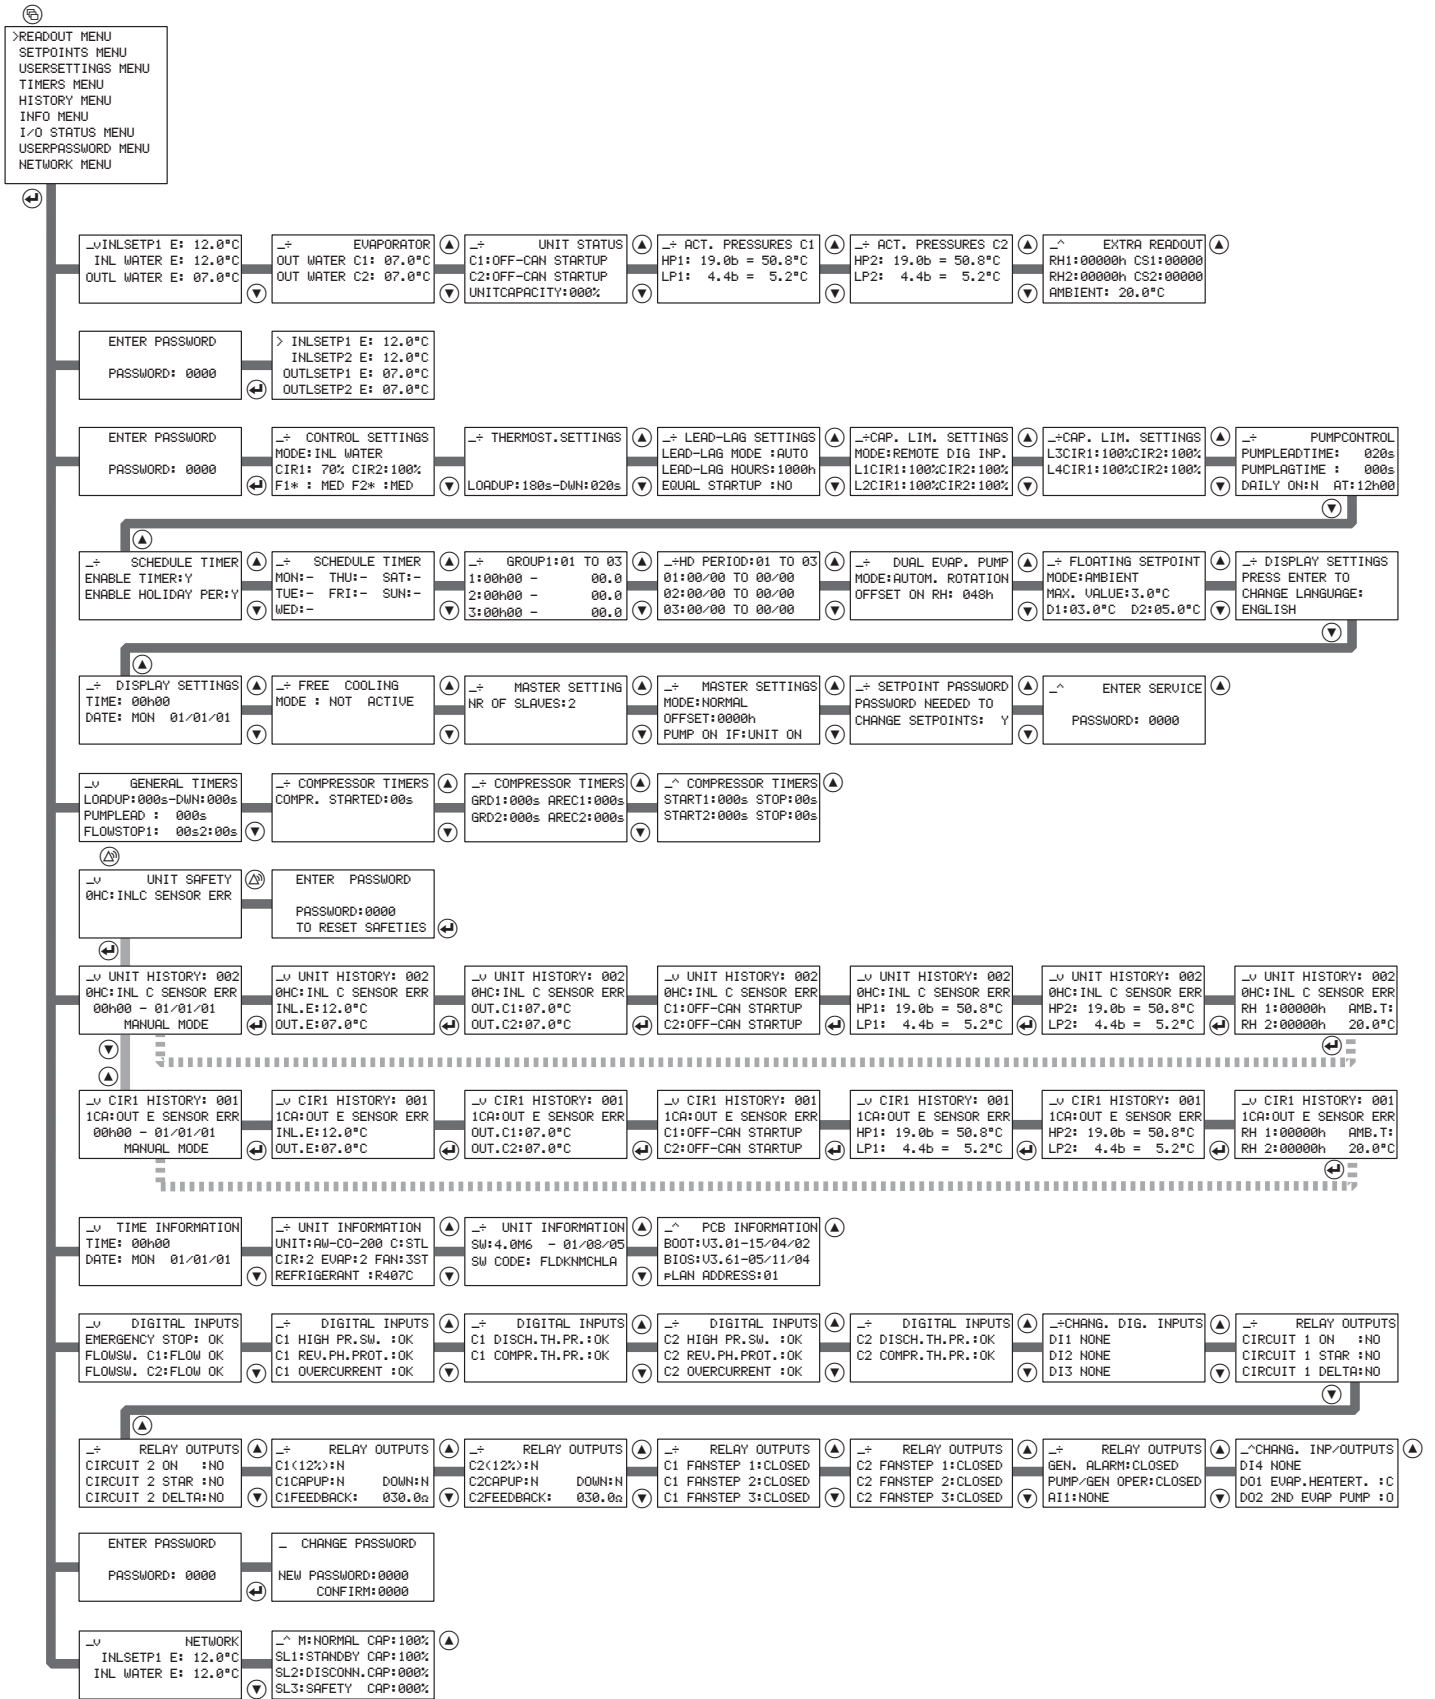 >READOUT MENU
SETPOINTS MENU
USERSETTINGS MENU
TIMERS MENU
HISTORY MENU
INFO MENU
I/O STATUS MENU
USERPASSWORD MENU
NETWORK MENU
_vINLSETP1 E: 12.0°C
INL WATER E: 12.0°C
OUTL WATER E: 07.0°C
_÷ EVAPORATOR
OUT WATER C1: 07.0°C
OUT WATER C2: 07.0°C
_÷ UNIT STATUS
C1:OFF-CAN STARTUP
C2:OFF-CAN STARTUP
UNITCAPACITY:000%
_÷ ACT. PRESSURES C1
HP1: 19.0b = 50.8°C
LP1: 4.4b = 5.2°C
_÷ ACT. PRESSURES C2
HP2: 19.0b = 50.8°C
LP2: 4.4b = 5.2°C
_^ EXTRA READOUT
RH1:00000h CS1:00000
RH2:00000h CS2:00000
AMBIENT: 20.0°C
ENTER PASSWORD
PASSWORD: 0000
> INLSETP1 E: 12.0°C
INLSETP2 E: 12.0°C
OUTLSETP1 E: 07.0°C
OUTLSETP2 E: 07.0°C
ENTER PASSWORD
PASSWORD: 0000
_÷ CONTROL SETTINGS
MODE:INL WATER
CIR1: 70% CIR2:100%
F1* : MED F2* :MED
_÷ THERMOST.SETTINGS
LOADUP:180s-DWN:020s
_÷ LEAD-LAG SETTINGS
LEAD-LAG MODE :AUTO
LEAD-LAG HOURS:1000h
EQUAL STARTUP :NO
_÷CAP. LIM. SETTINGS
MODE:REMOTE DIG INP.
L1CIR1:100%CIR2:100%
L2CIR1:100%CIR2:100%
_÷CAP. LIM. SETTINGS
L3CIR1:100%CIR2:100%
L4CIR1:100%CIR2:100%
_÷ PUMPCONTROL
PUMPLEADTIME: 020s
PUMPLAGTIME : 000s
DAILY ON:N AT:12h00
_÷ SCHEDULE TIMER
ENABLE TIMER:Y
ENABLE HOLIDAY PER:Y
_÷ SCHEDULE TIMER
MON:- THU:- SAT:-
TUE:- FRI:- SUN:-
WED:-
_÷ GROUP1:01 TO 03
1:00h00 - 00.0
2:00h00 - 00.0
3:00h00 - 00.0
_÷HD PERIOD:01 TO 03
01:00/00 TO 00/00
02:00/00 TO 00/00
03:00/00 TO 00/00
_÷ DUAL EVAP. PUMP
MODE:AUTOM. ROTATION
OFFSET ON RH: 048h
_÷ FLOATING SETPOINT
MODE:AMBIENT
MAX. VALUE:3.0°C
D1:03.0°C D2:05.0°C
_÷ DISPLAY SETTINGS
PRESS ENTER TO
CHANGE LANGUAGE:
ENGLISH
_÷ DISPLAY SETTINGS
TIME: 00h00
DATE: MON 01/01/01
_÷ FREE COOLING
MODE : NOT ACTIVE
_÷ MASTER SETTING
NR OF SLAVES:2
_÷ MASTER SETTINGS
MODE:NORMAL
OFFSET:0000h
PUMP ON IF:UNIT ON
_÷ SETPOINT PASSWORD
PASSWORD NEEDED TO
CHANGE SETPOINTS: Y
_^ ENTER SERVICE
PASSWORD: 0000
_v GENERAL TIMERS
LOADUP:000s-DWN:000s
PUMPLEAD : 000s
FLOWSTOP1: 00s2:00s
_÷ COMPRESSOR TIMERS
COMPR. STARTED:00s
_÷ COMPRESSOR TIMERS
GRD1:000s AREC1:000s
GRD2:000s AREC2:000s
_^ COMPRESSOR TIMERS
START1:000s STOP:00s
START2:000s STOP:00s
_v UNIT SAFETY
0HC:INLC SENSOR ERR
ENTER PASSWORD
PASSWORD:0000
TO RESET SAFETIES
_v UNIT HISTORY: 002
0HC:INL C SENSOR ERR
00h00 - 01/01/01
MANUAL MODE
_v UNIT HISTORY: 002
0HC:INL C SENSOR ERR
INL.E:12.0°C
OUT.E:07.0°C
_v UNIT HISTORY: 002
0HC:INL C SENSOR ERR
OUT.C1:07.0°C
OUT.C2:07.0°C
_v UNIT HISTORY: 002
0HC:INL C SENSOR ERR
C1:OFF-CAN STARTUP
C2:OFF-CAN STARTUP
_v UNIT HISTORY: 002
0HC:INL C SENSOR ERR
HP1: 19.0b = 50.8°C
LP1: 4.4b = 5.2°C
_v UNIT HISTORY: 002
0HC:INL C SENSOR ERR
HP2: 19.0b = 50.8°C
LP2: 4.4b = 5.2°C
_v UNIT HISTORY: 002
0HC:INL C SENSOR ERR
RH 1:00000h AMB.T:
RH 2:00000h 20.0°C
_v CIR1 HISTORY: 001
1CA:OUT E SENSOR ERR
00h00 - 01/01/01
MANUAL MODE
_v CIR1 HISTORY: 001
1CA:OUT E SENSOR ERR
INL.E:12.0°C
OUT.E:07.0°C
_v CIR1 HISTORY: 001
1CA:OUT E SENSOR ERR
OUT.C1:07.0°C
OUT.C2:07.0°C
_v CIR1 HISTORY: 001
1CA:OUT E SENSOR ERR
C1:OFF-CAN STARTUP
C2:OFF-CAN STARTUP
_v CIR1 HISTORY: 001
1CA:OUT E SENSOR ERR
HP1: 19.0b = 50.8°C
LP1: 4.4b = 5.2°C
_v CIR1 HISTORY: 001
1CA:OUT E SENSOR ERR
HP2: 19.0b = 50.8°C
LP2: 4.4b = 5.2°C
_v CIR1 HISTORY: 001
1CA:OUT E SENSOR ERR
RH 1:00000h AMB.T:
RH 2:00000h 20.0°C
_v TIME INFORMATION
TIME: 00h00
DATE: MON 01/01/01
_÷ UNIT INFORMATION
UNIT:AW-CO-200 C:STL
CIR:2 EVAP:2 FAN:3ST
REFRIGERANT :R407C
_÷ UNIT INFORMATION
SW:4.0M6 - 01/08/05
SW CODE: FLDKNMCHLA
_^ PCB INFORMATION
BOOT:V3.01-15/04/02
BIOS:V3.61-05/11/04
pLAN ADDRESS:01
_v DIGITAL INPUTS
EMERGENCY STOP: OK
FLOWSW. C1:FLOW OK
FLOWSW. C2:FLOW OK
_÷ DIGITAL INPUTS
C1 HIGH PR.SW. :OK
C1 REV.PH.PROT.:OK
C1 OVERCURRENT :OK
_÷ DIGITAL INPUTS
C1 DISCH.TH.PR.:OK
C1 COMPR.TH.PR.:OK
_÷ DIGITAL INPUTS
C2 HIGH PR.SW. :OK
C2 REV.PH.PROT.:OK
C2 OVERCURRENT :OK
_÷ DIGITAL INPUTS
C2 DISCH.TH.PR.:OK
C2 COMPR.TH.PR.:OK
_÷CHANG. DIG. INPUTS
DI1 NONE
DI2 NONE
DI3 NONE
_÷ RELAY OUTPUTS
CIRCUIT 1 ON :NO
CIRCUIT 1 STAR :NO
CIRCUIT 1 DELTA:NO
_÷ RELAY OUTPUTS
CIRCUIT 2 ON :NO
CIRCUIT 2 STAR :NO
CIRCUIT 2 DELTA:NO
_÷ RELAY OUTPUTS
C1(12%):N
C1CAPUP:N DOWN:N
C1FEEDBACK: 030.0Ω
_÷ RELAY OUTPUTS
C2(12%):N
C2CAPUP:N DOWN:N
C2FEEDBACK: 030.0Ω
_÷ RELAY OUTPUTS
C1 FANSTEP 1:CLOSED
C1 FANSTEP 2:CLOSED
C1 FANSTEP 3:CLOSED
_÷ RELAY OUTPUTS
C2 FANSTEP 1:CLOSED
C2 FANSTEP 2:CLOSED
C2 FANSTEP 3:CLOSED
_÷ RELAY OUTPUTS
GEN. ALARM:CLOSED
PUMP/GEN OPER:CLOSED
AI1:NONE
_^CHANG. INP/OUTPUTS
DI4 NONE
DO1 EVAP.HEATERT. :C
DO2 2ND EVAP PUMP :O
ENTER PASSWORD
PASSWORD: 0000
_ CHANGE PASSWORD
NEW PASSWORD:0000
CONFIRM:0000
_v NETWORK
INLSETP1 E: 12.0°C
INL WATER E: 12.0°C
_^ M:NORMAL CAP:100%
SL1:STANDBY CAP:100%
SL2:DISCONN.CAP:000%
SL3:SAFETY CAP:000%